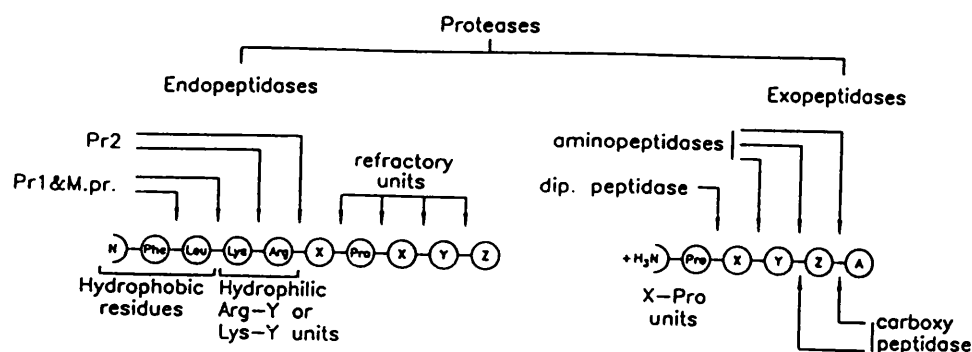 Proteases
Endopeptidases
Exopeptidases
Pr2
Pr1&M.pr.
refractory
units
aminopeptidases
dip. peptidase
N Phe Leu Lys Arg X Pro X Y Z
+H₃N Pro X Y Z A
Hydrophobic
residues
Hydrophilic
Arg-Y or
Lys-Y units
X-Pro
units
carboxy
peptidase